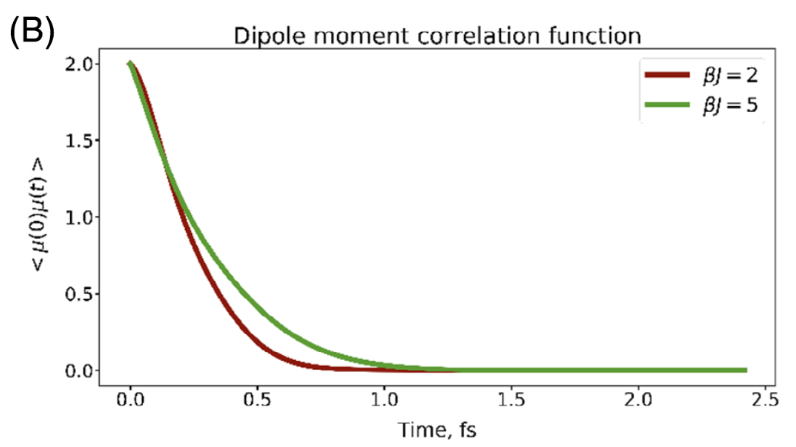 (B)
Dipole moment correlation function
βJ = 2
βJ = 5
< μ(0)μ(t) >
2.0
1.5
1.0
0.5
0.0
0.0 0.5 1.0 1.5 2.0 2.5
Time, fs